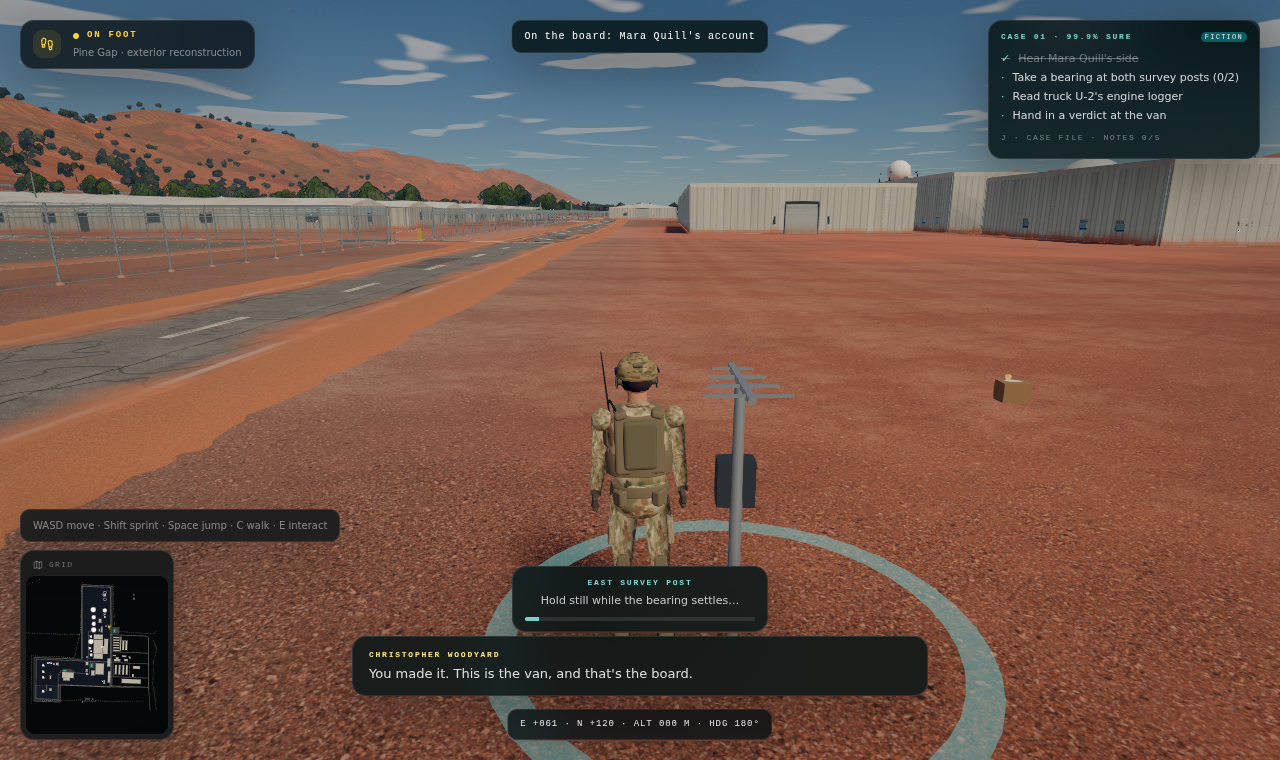 ON FOOT
Pine Gap · exterior reconstruction
On the board: Mara Quill's account
CASE 01 · 99.9% SURE
FICTION
✓ Hear Mara Quill's side
· Take a bearing at both survey posts (0/2)
· Read truck U-2's engine logger
· Hand in a verdict at the van
J · CASE FILE · NOTES 0/5
WASD move · Shift sprint · Space jump · C walk · E interact
GRID
EAST SURVEY POST
Hold still while the bearing settles…
CHRISTOPHER WOODYARD
You made it. This is the van, and that's the board.
E +061 · N +120 · ALT 000 M · HDG 180°